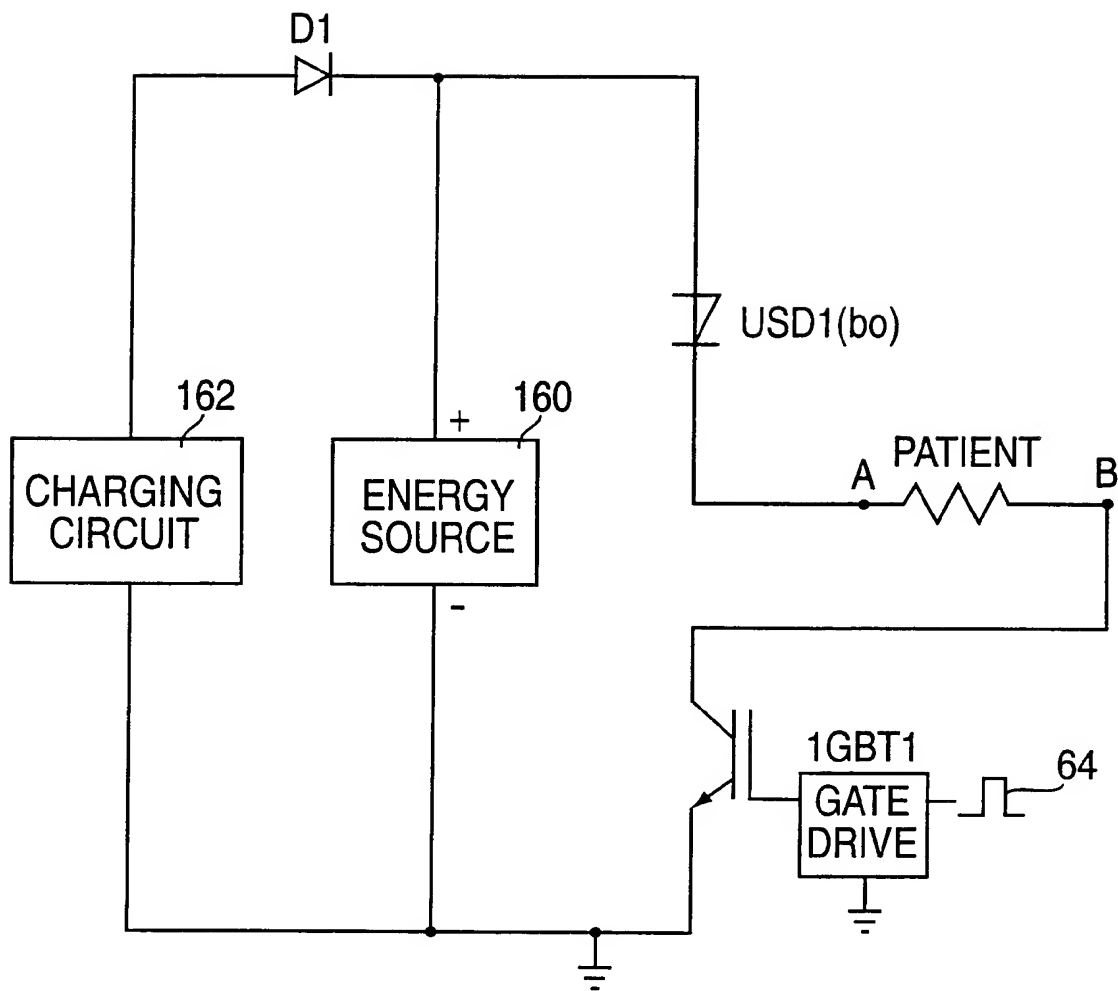 D1
USD1(bo)
162
160
+
CHARGING
CIRCUIT
ENERGY
SOURCE
-
PATIENT
A
B
1GBT1
GATE
DRIVE
64